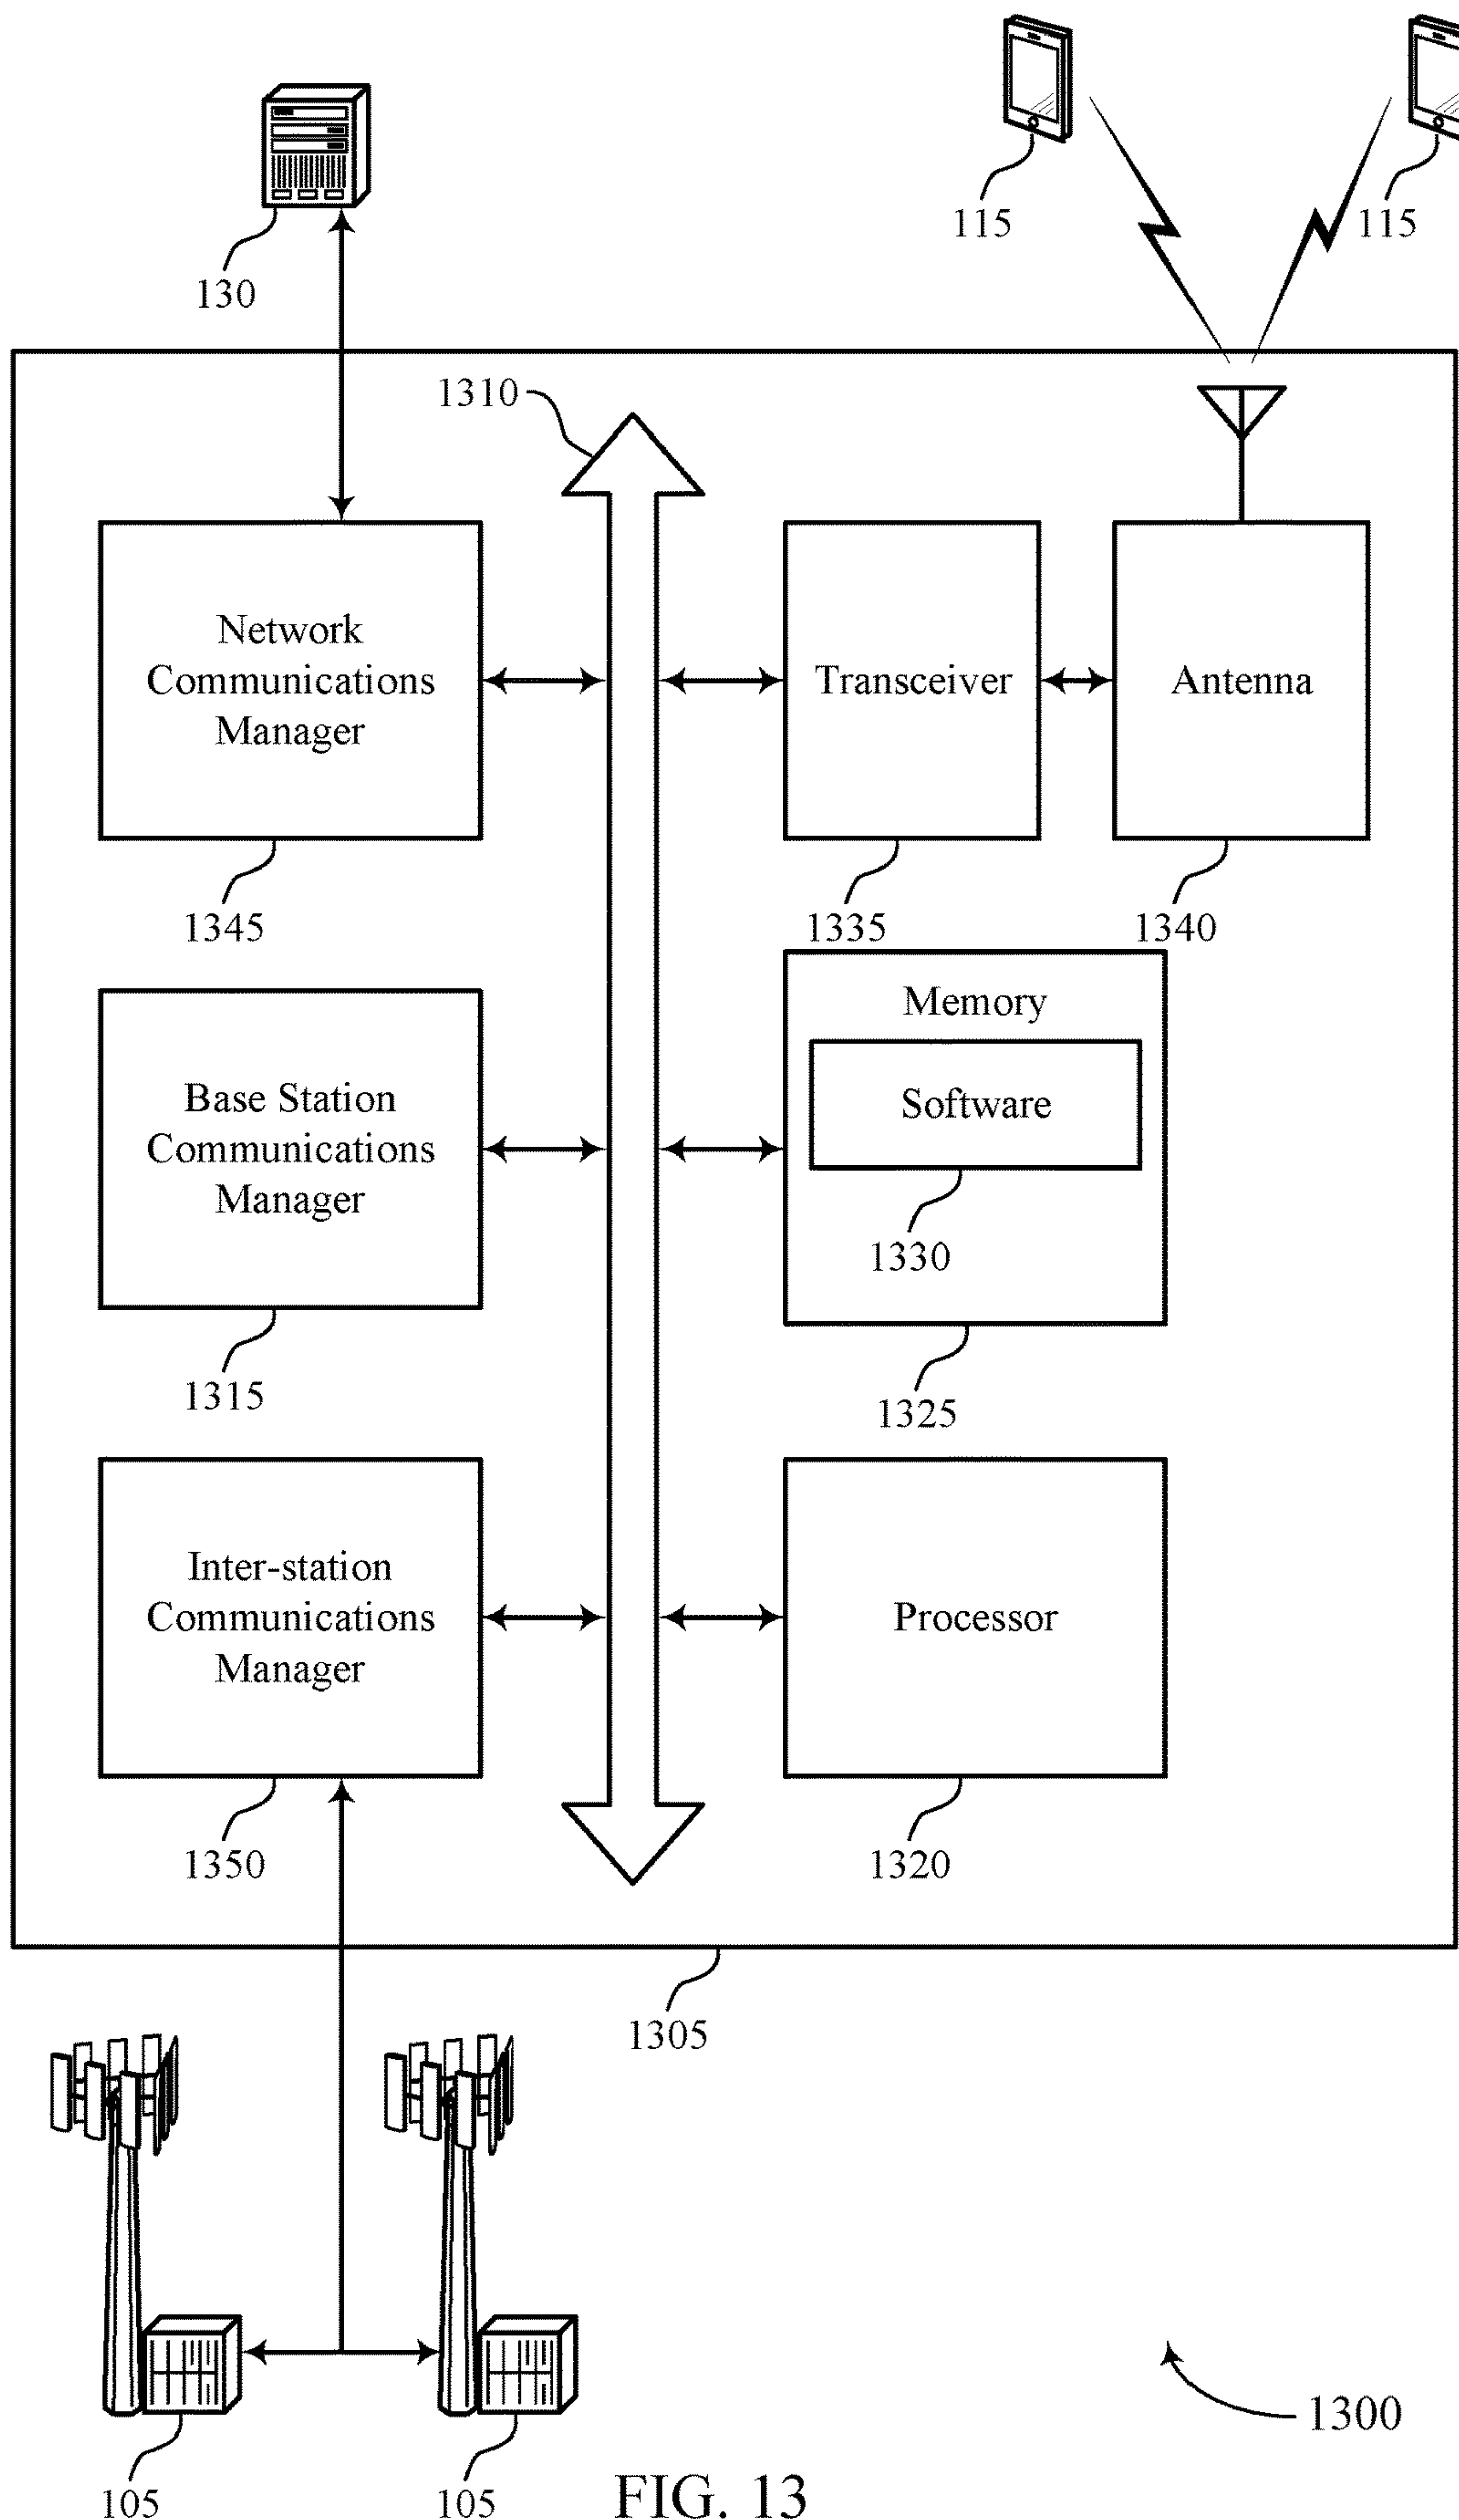 115
115
130
1310
Network
Communications
Manager
Transceiver
Antenna
1345
1335
1340
Memory
Software
Base Station
Communications
Manager
1330
1315
1325
Inter-station
Communications
Manager
Processor
1350
1320
1305
1300
105
105
FIG. 13